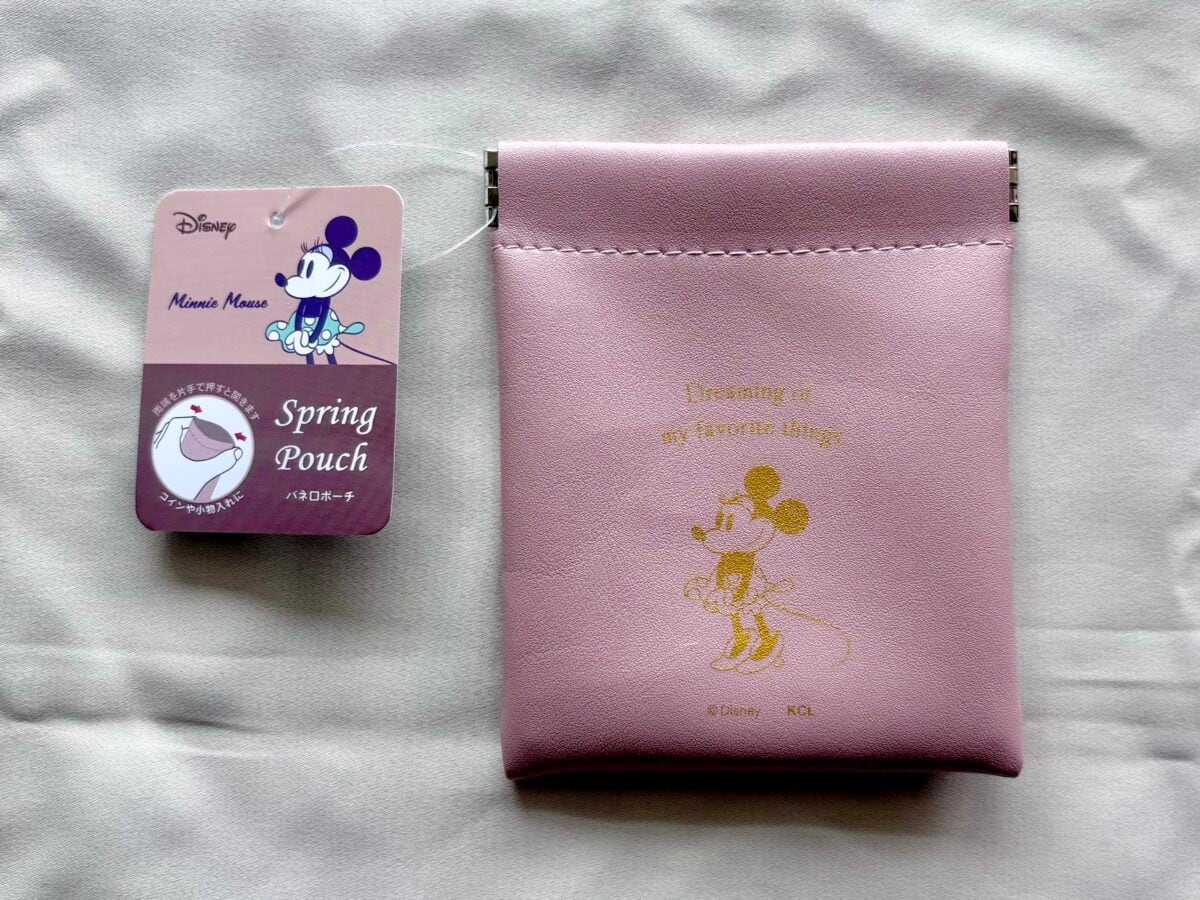 Disney
Minnie Mouse
両端を片手で押すと開きます
コインや小物入れに
Spring
Pouch
バネ口ポーチ
Dreaming of
my favorite things
©Disney KCL